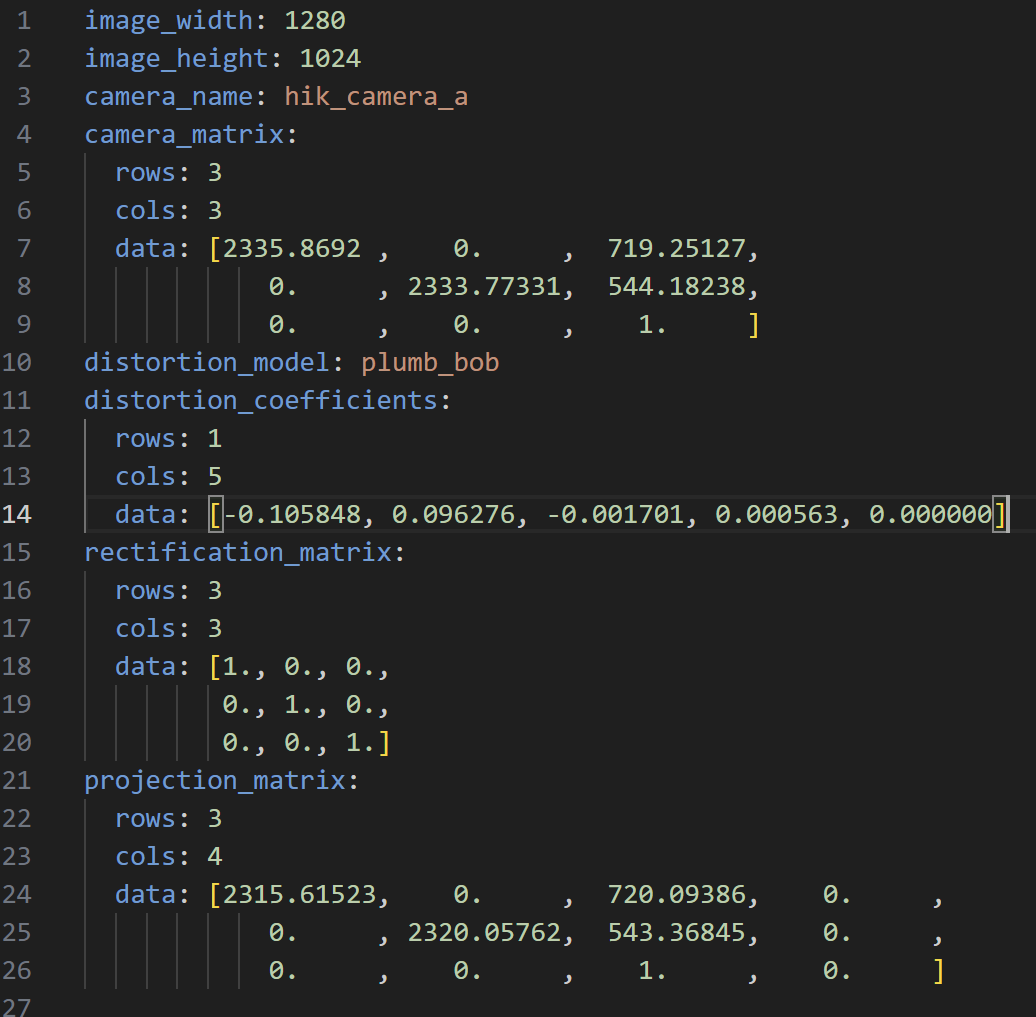 1 image_width: 1280
2 image_height: 1024
3 camera_name: hik_camera_a
4 camera_matrix:
5   rows: 3
6   cols: 3
7   data: [2335.8692 ,    0.     ,  719.25127,
8             0.     , 2333.77331,  544.18238,
9             0.     ,    0.     ,    1.     ]
10 distortion_model: plumb_bob
11 distortion_coefficients:
12   rows: 1
13   cols: 5
14   data: [-0.105848, 0.096276, -0.001701, 0.000563, 0.000000]
15 rectification_matrix:
16   rows: 3
17   cols: 3
18   data: [1., 0., 0.,
19          0., 1., 0.,
20          0., 0., 1.]
21 projection_matrix:
22   rows: 3
23   cols: 4
24   data: [2315.61523,    0.     ,  720.09386,    0.     ,
25             0.     , 2320.05762,  543.36845,    0.     ,
26             0.     ,    0.     ,    1.     ,    0.     ]
27